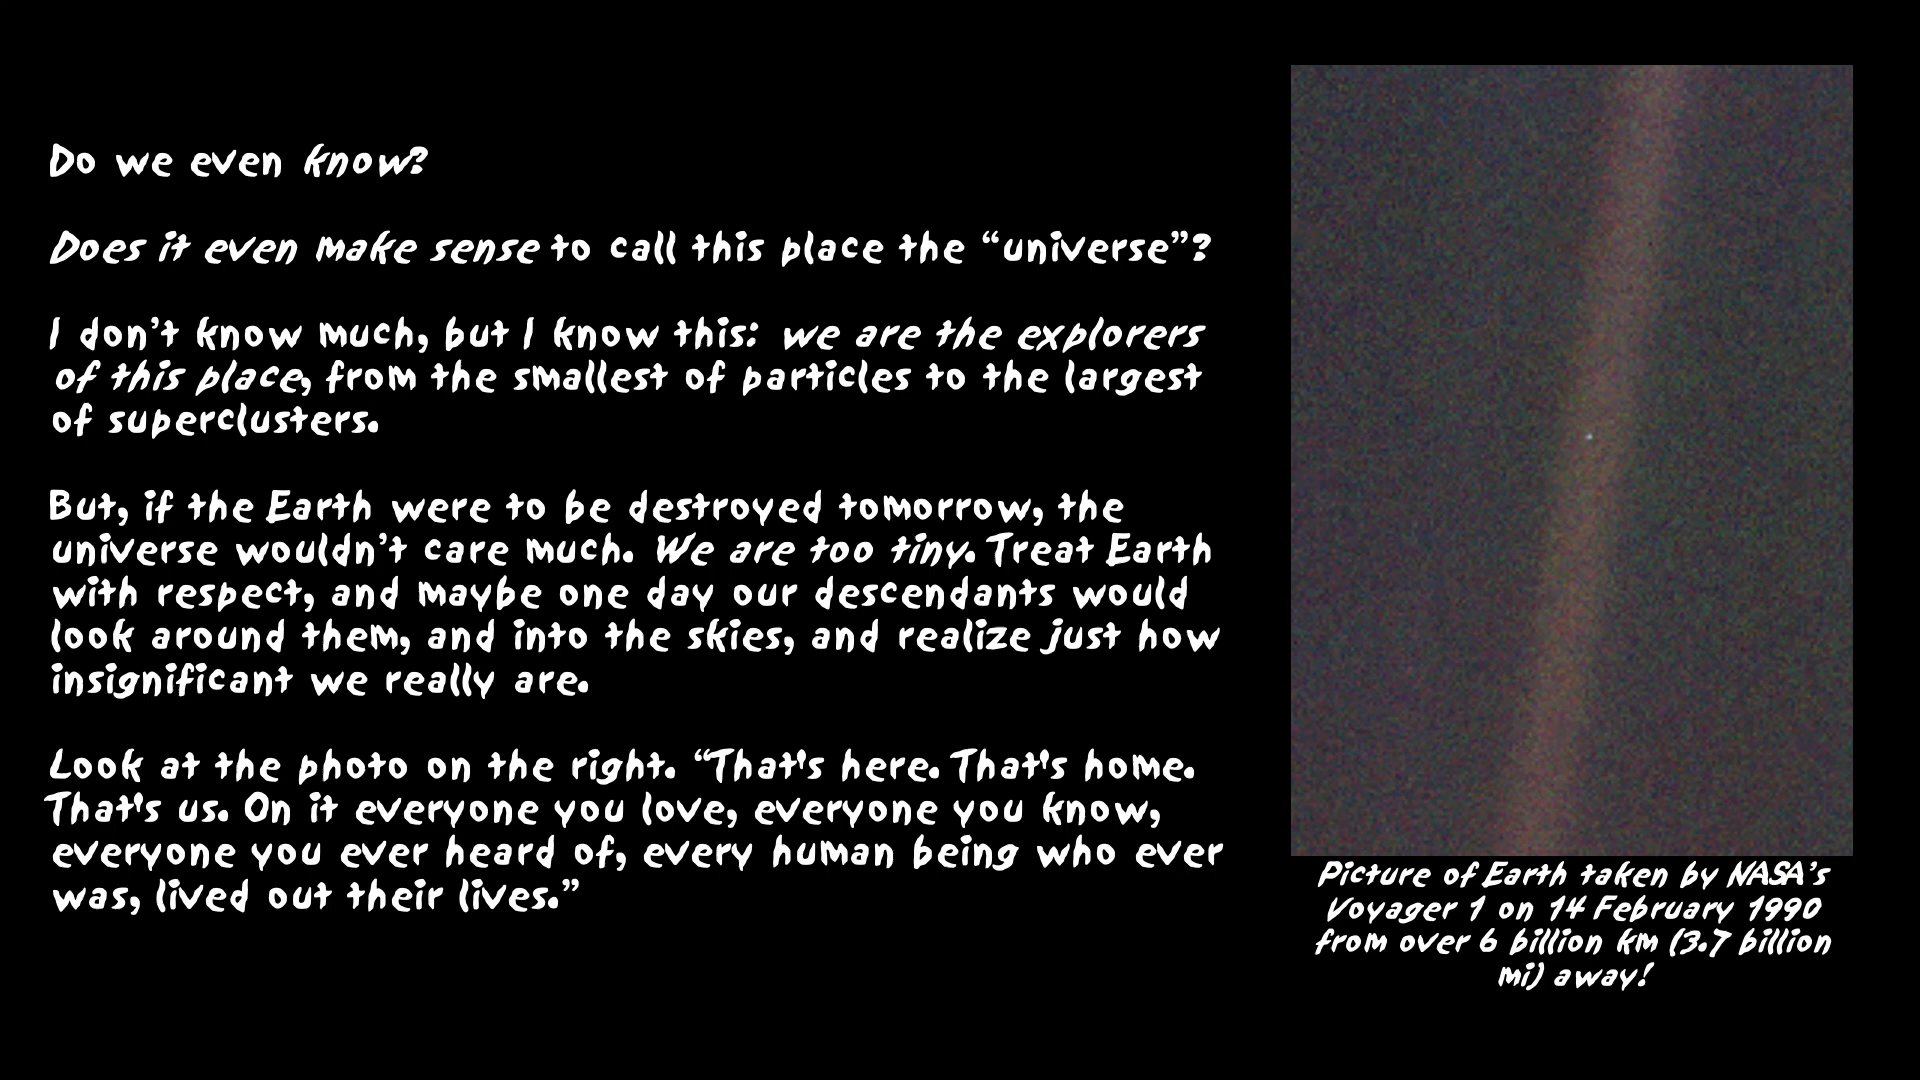 Do we even know?
Does it even make sense to call this place the “universe”?
I don’t know much, but I know this: we are the explorers
of this place, from the smallest of particles to the largest
of superclusters.
But, if the Earth were to be destroyed tomorrow, the
universe wouldn’t care much. We are too tiny. Treat Earth
with respect, and maybe one day our descendants would
look around them, and into the skies, and realize just how
insignificant we really are.
Look at the photo on the right. “That's here. That's home.
That's us. On it everyone you love, everyone you know,
everyone you ever heard of, every human being who ever
was, lived out their lives.”
Picture of Earth taken by NASA’s
Voyager 1 on 14 February 1990
from over 6 billion km (3.7 billion
mi) away!